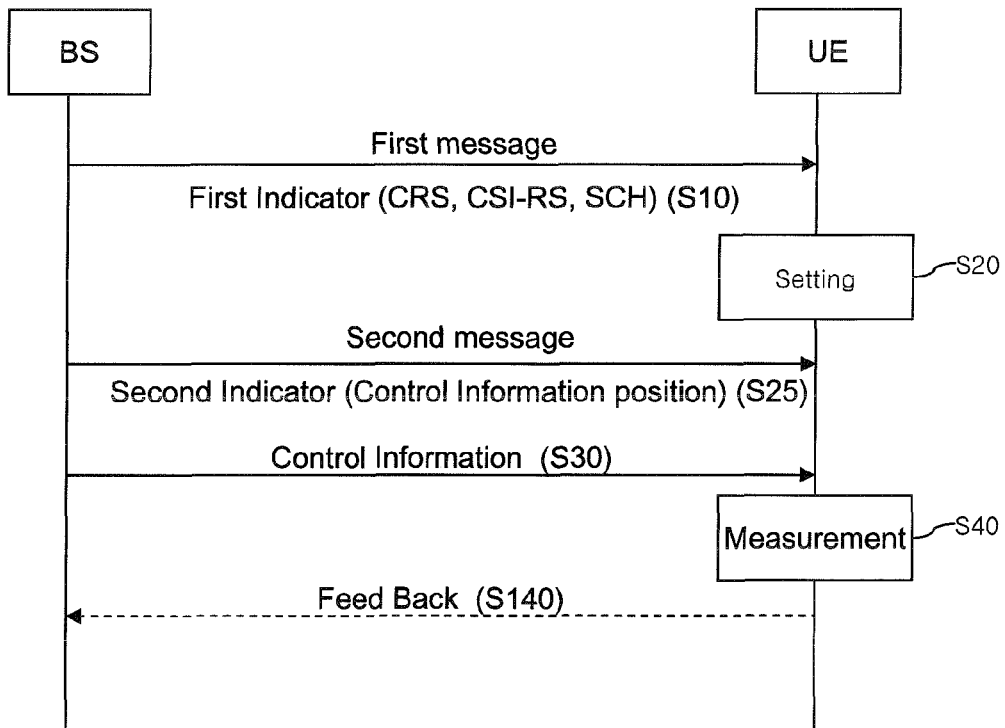 BS
UE
First message
First Indicator (CRS, CSI-RS, SCH) (S10)
Setting
S20
Second message
Second Indicator (Control Information position) (S25)
Control Information (S30)
Measurement
S40
Feed Back (S140)